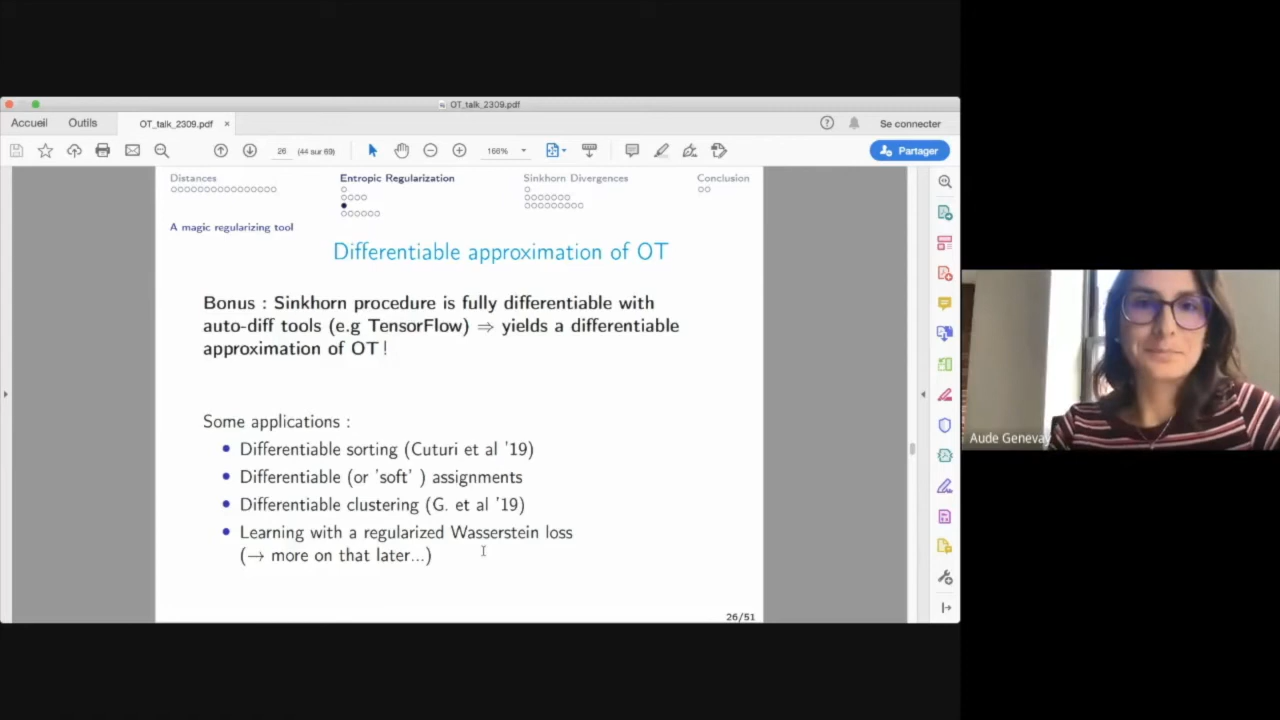 OT_talk_2309.pdf
Accueil Outils OT_talk_2309.pdf × Se connecter
26 (44 sur 69) 166% Partager
Distances Entropic Regularization Sinkhorn Divergences Conclusion
A magic regularizing tool
Differentiable approximation of OT
Bonus : Sinkhorn procedure is fully differentiable with
auto-diff tools (e.g TensorFlow) ⇒ yields a differentiable
approximation of OT !
Some applications :
• Differentiable sorting (Cuturi et al '19)
• Differentiable (or 'soft' ) assignments
• Differentiable clustering (G. et al '19)
• Learning with a regularized Wasserstein loss
(→ more on that later...)
26/51
Aude Genevay